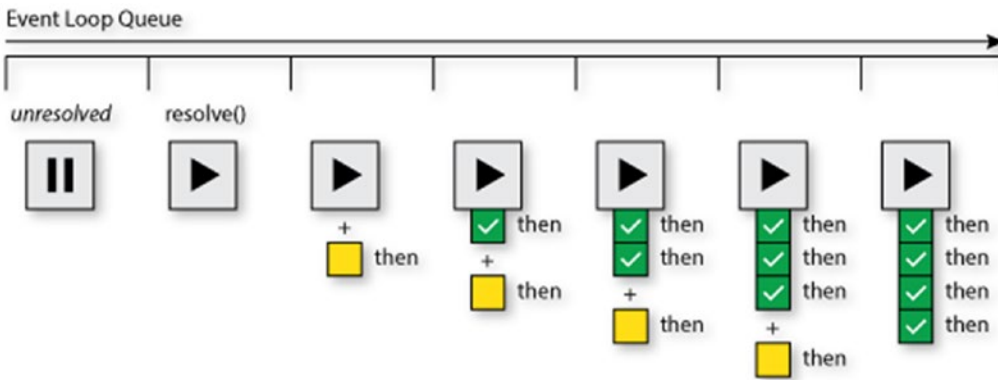 Event Loop Queue
unresolved
resolve()
+
then
then
+
then
then
then
+
then
then
then
then
+
then
then
then
then
then